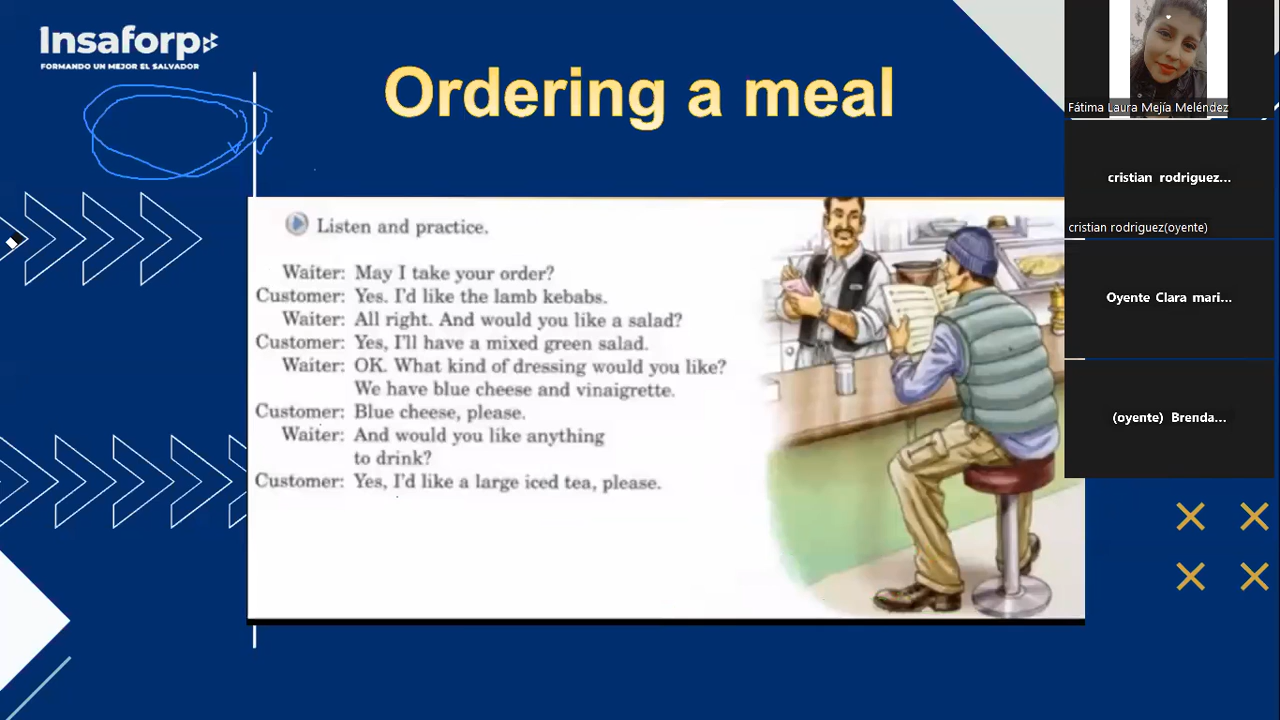 Insaforp
FORMANDO UN MEJOR EL SALVADOR
Ordering a meal
Listen and practice.
Waiter: May I take your order?
Customer: Yes. I'd like the lamb kebabs.
Waiter: All right. And would you like a salad?
Customer: Yes, I'll have a mixed green salad.
Waiter: OK. What kind of dressing would you like?
We have blue cheese and vinaigrette.
Customer: Blue cheese, please.
Waiter: And would you like anything
to drink?
Customer: Yes, I'd like a large iced tea, please.
Fátima Laura Mejía Meléndez
cristian rodriguez...
cristian rodriguez(oyente)
Oyente Clara mari...
(oyente) Brenda...